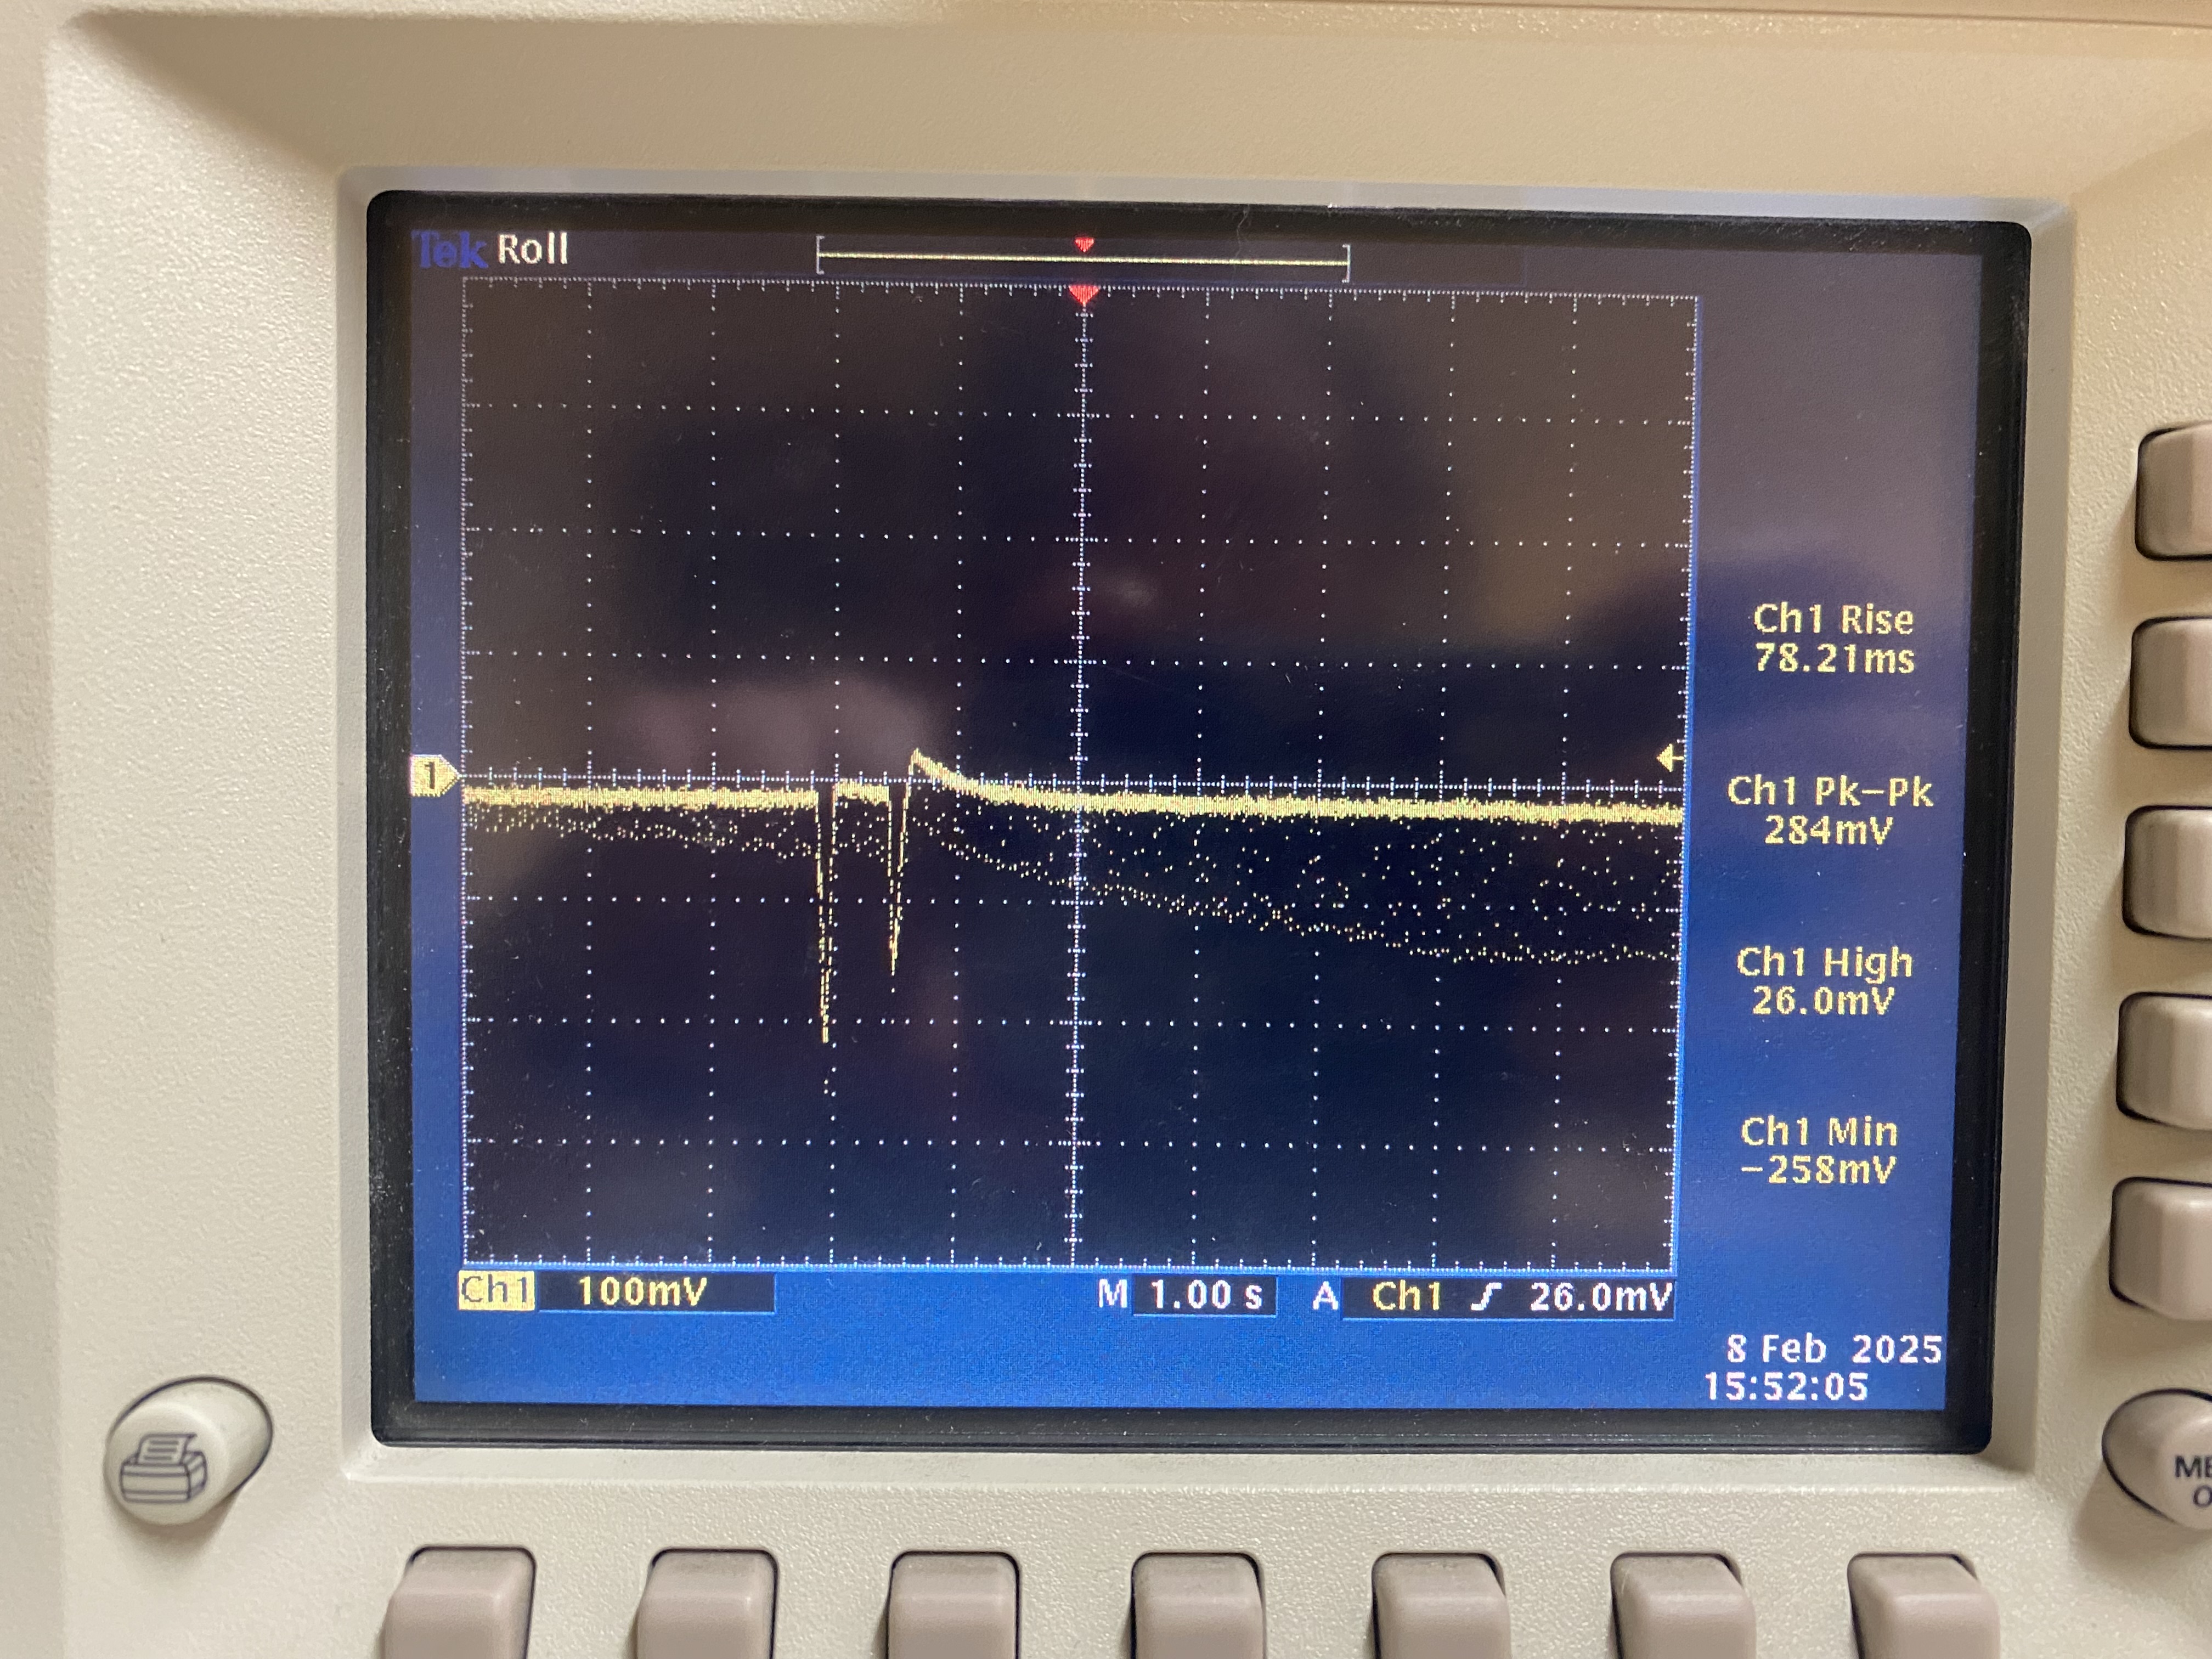 Tek Roll
1
Ch1 Rise
78.21ms
Ch1 Pk-Pk
284mV
Ch1 High
26.0mV
Ch1 Min
-258mV
Ch1 100mV M 1.00 s A Ch1 26.0mV
8 Feb 2025
15:52:05